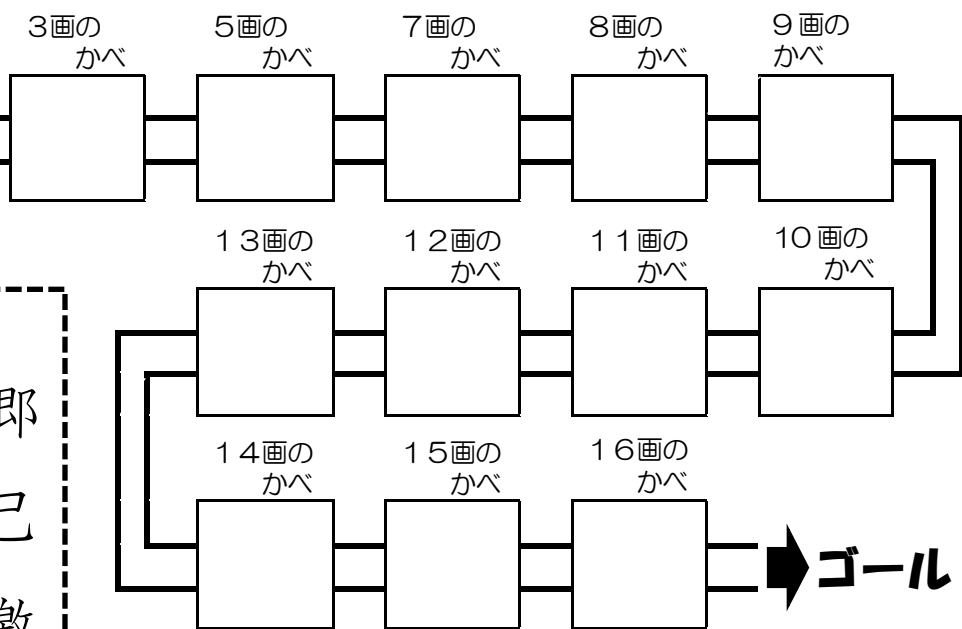 3画の
かべ
5画の
かべ
7画の
かべ
8画の
かべ
9画の
かべ
13画の
かべ
12画の
かべ
11画の
かべ
10画の
かべ
己
14画の
かべ
15画の
かべ
16画の
かべ
ゴール